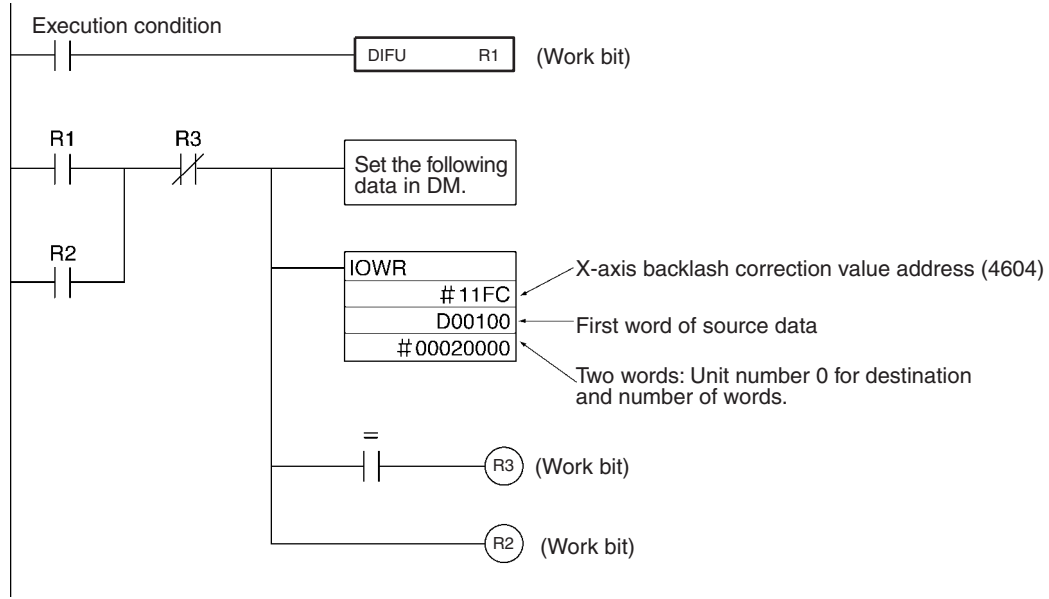 Execution condition
DIFU R1 (Work bit)
R1 R3
Set the following
data in DM.
R2
IOWR
X-axis backlash correction value address (4604)
#11FC
D00100
First word of source data
#00020000
Two words: Unit number 0 for destination
and number of words.
=
R3 (Work bit)
R2 (Work bit)